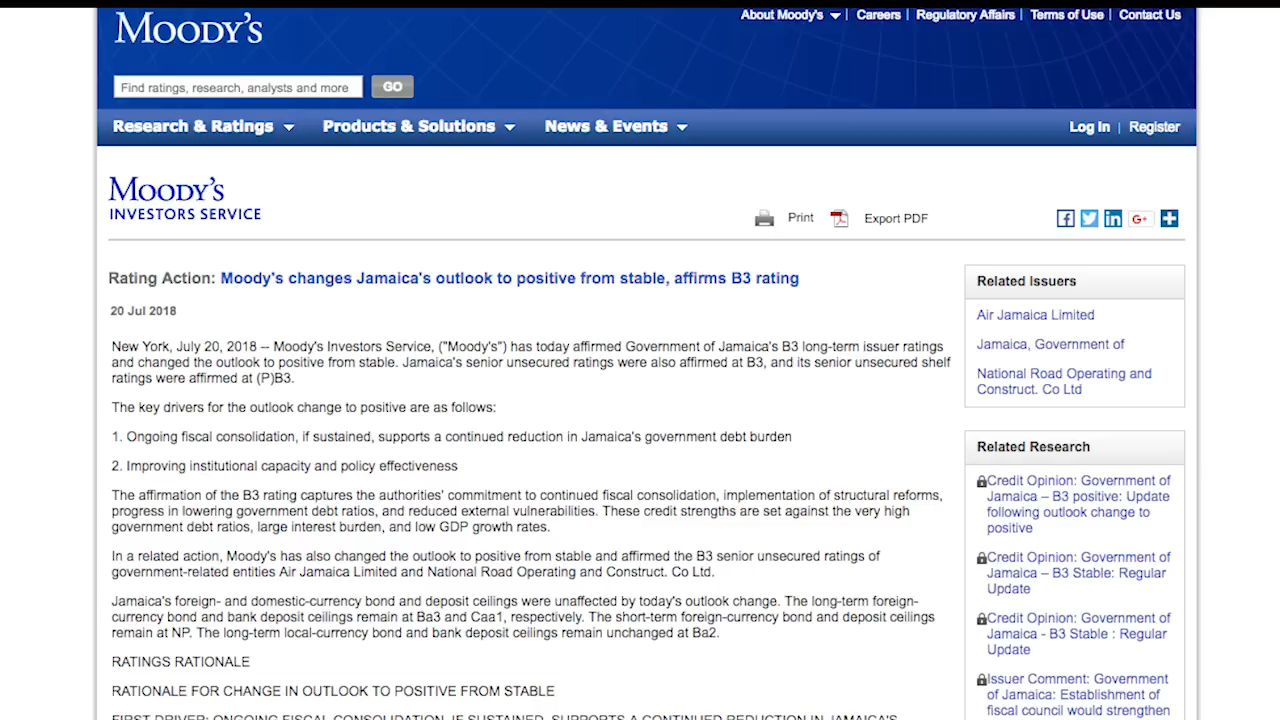 MOODY'S
About Moody's | Careers | Regulatory Affairs | Terms of Use | Contact Us
Find ratings, research, analysts and more GO
Research & Ratings Products & Solutions News & Events Log In | Register
MOODY'S
INVESTORS SERVICE
Print Export PDF
Rating Action: Moody's changes Jamaica's outlook to positive from stable, affirms B3 rating
20 Jul 2018
New York, July 20, 2018 -- Moody's Investors Service, ("Moody's") has today affirmed Government of Jamaica's B3 long-term issuer ratings
and changed the outlook to positive from stable. Jamaica's senior unsecured ratings were also affirmed at B3, and its senior unsecured shelf
ratings were affirmed at (P)B3.
The key drivers for the outlook change to positive are as follows:
1. Ongoing fiscal consolidation, if sustained, supports a continued reduction in Jamaica's government debt burden
2. Improving institutional capacity and policy effectiveness
The affirmation of the B3 rating captures the authorities' commitment to continued fiscal consolidation, implementation of structural reforms,
progress in lowering government debt ratios, and reduced external vulnerabilities. These credit strengths are set against the very high
government debt ratios, large interest burden, and low GDP growth rates.
In a related action, Moody's has also changed the outlook to positive from stable and affirmed the B3 senior unsecured ratings of
government-related entities Air Jamaica Limited and National Road Operating and Construct. Co Ltd.
Jamaica's foreign- and domestic-currency bond and deposit ceilings were unaffected by today's outlook change. The long-term foreign-
currency bond and bank deposit ceilings remain at Ba3 and Caa1, respectively. The short-term foreign-currency bond and deposit ceilings
remain at NP. The long-term local-currency bond and bank deposit ceilings remain unchanged at Ba2.
RATINGS RATIONALE
RATIONALE FOR CHANGE IN OUTLOOK TO POSITIVE FROM STABLE
FIRST DRIVER: ONGOING FISCAL CONSOLIDATION, IF SUSTAINED, SUPPORTS A CONTINUED REDUCTION IN JAMAICA'S
Related Issuers
Air Jamaica Limited
Jamaica, Government of
National Road Operating and
Construct. Co Ltd
Related Research
Credit Opinion: Government of
Jamaica – B3 positive: Update
following outlook change to
positive
Credit Opinion: Government of
Jamaica – B3 Stable: Regular
Update
Credit Opinion: Government of
Jamaica - B3 Stable : Regular
Update
Issuer Comment: Government
of Jamaica: Establishment of
fiscal council would strengthen